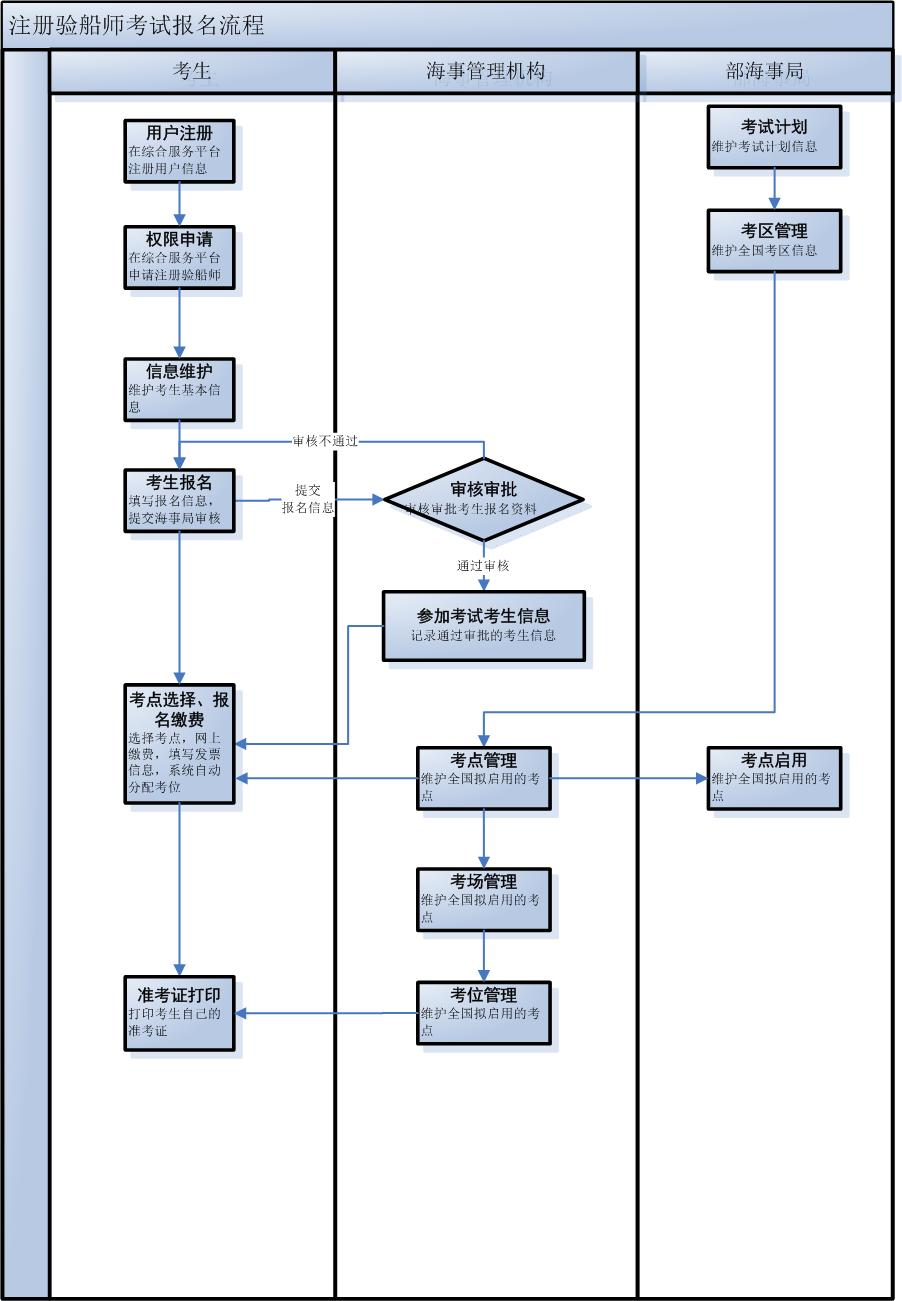 注册验船师考试报名流程
考生
海事管理机构
部海事局
用户注册
在综合服务平台
注册用户信息
权限申请
在综合服务平台
申请注册验船师
信息维护
维护考生基本信
息
审核不通过
考生报名
填写报名信息，
提交海事局审核
提交
报名信息
审核审批
审核审批考生报名资料
通过审核
参加考试考生信息
记录通过审批的考生信息
考试计划
维护考试计划信息
考区管理
维护全国考区信息
考点选择、报
名缴费
选择考点，网上
缴费，填写发票
信息，系统自动
分配考位
考点管理
维护全国拟启用的考
点
考点启用
维护全国拟启用的考
点
考场管理
维护全国拟启用的考
点
准考证打印
打印考生自己的
准考证
考位管理
维护全国拟启用的考
点